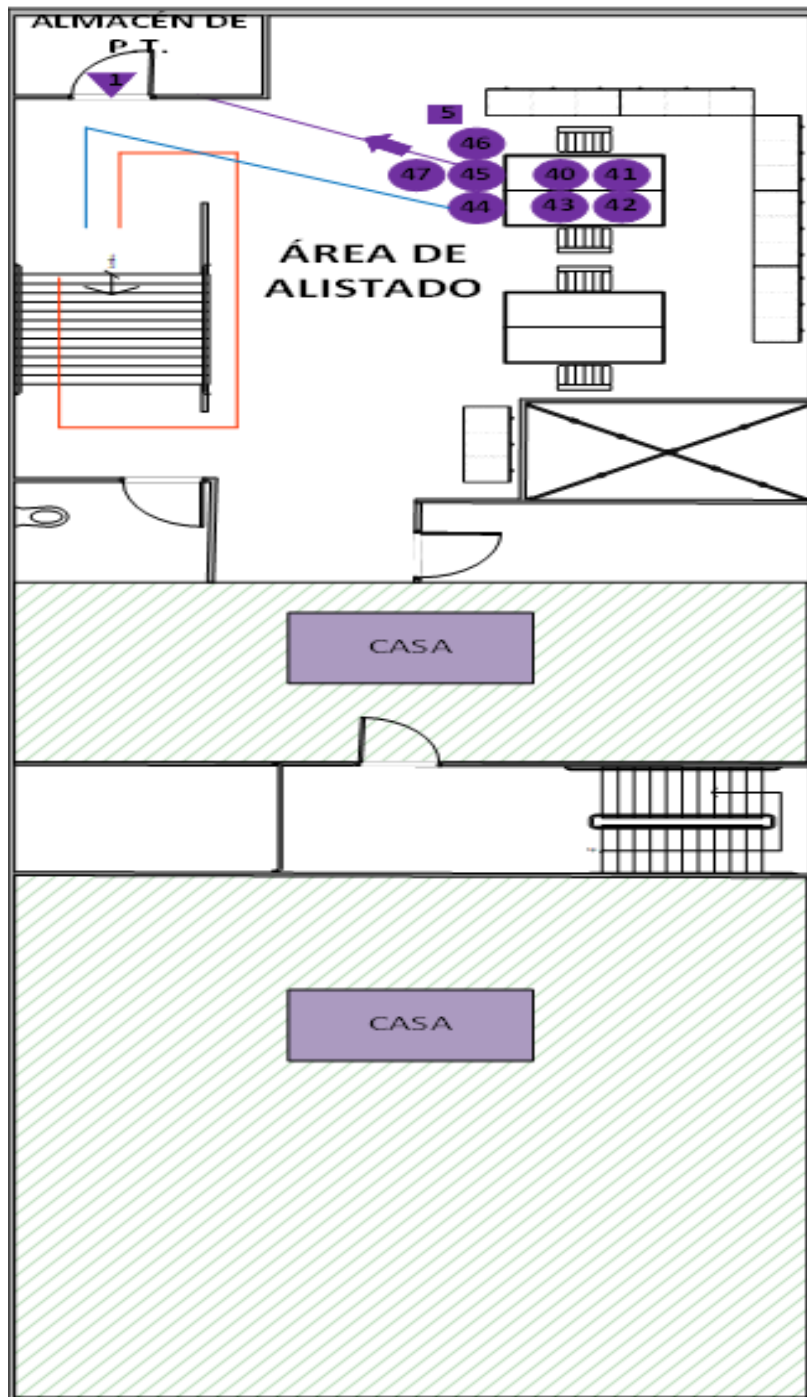 ALMACÉN DE
P.T.
1
5
46
47 45 40 41
44 43 42
ÁREA DE
ALISTADO
CASA
CASA